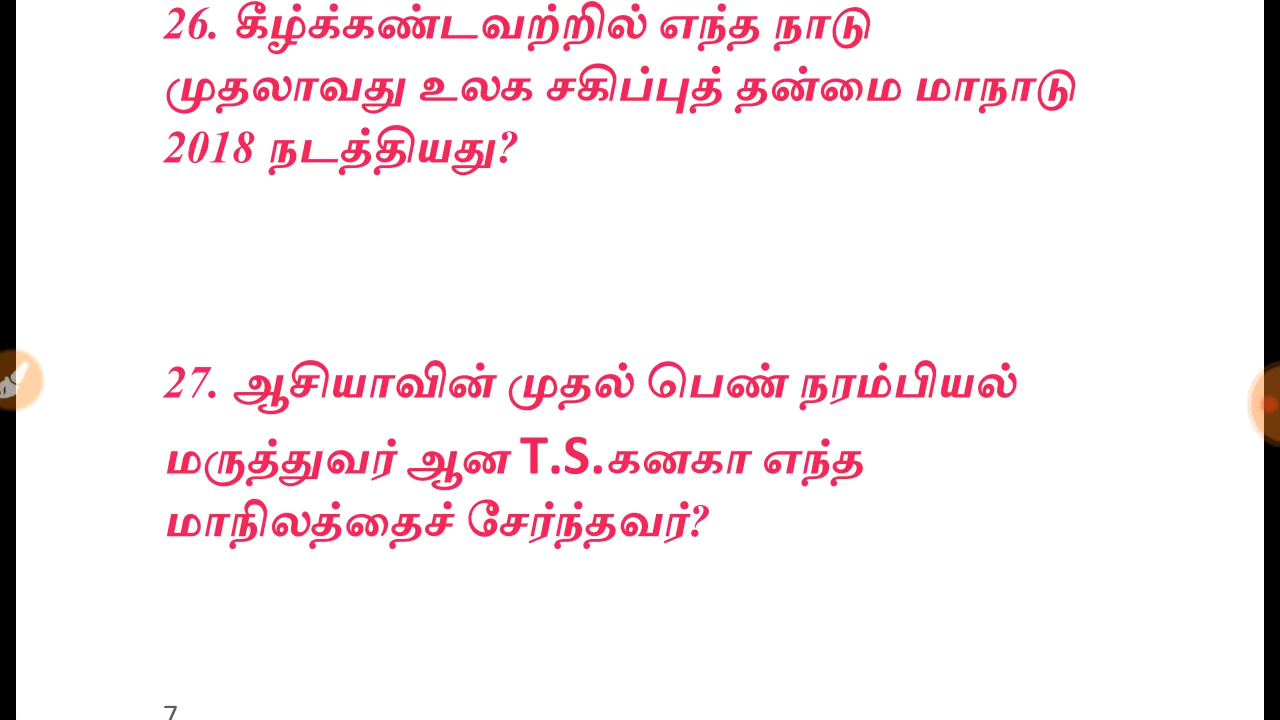 26. கீழ்க்கண்டவற்றில் எந்த நாடு
முதலாவது உலக சகிப்புத் தன்மை மாநாடு
2018 நடத்தியது?
27. ஆசியாவின் முதல் பெண் நரம்பியல்
மருத்துவர் ஆன T.S.கனகா எந்த
மாநிலத்தைச் சேர்ந்தவர்?
7